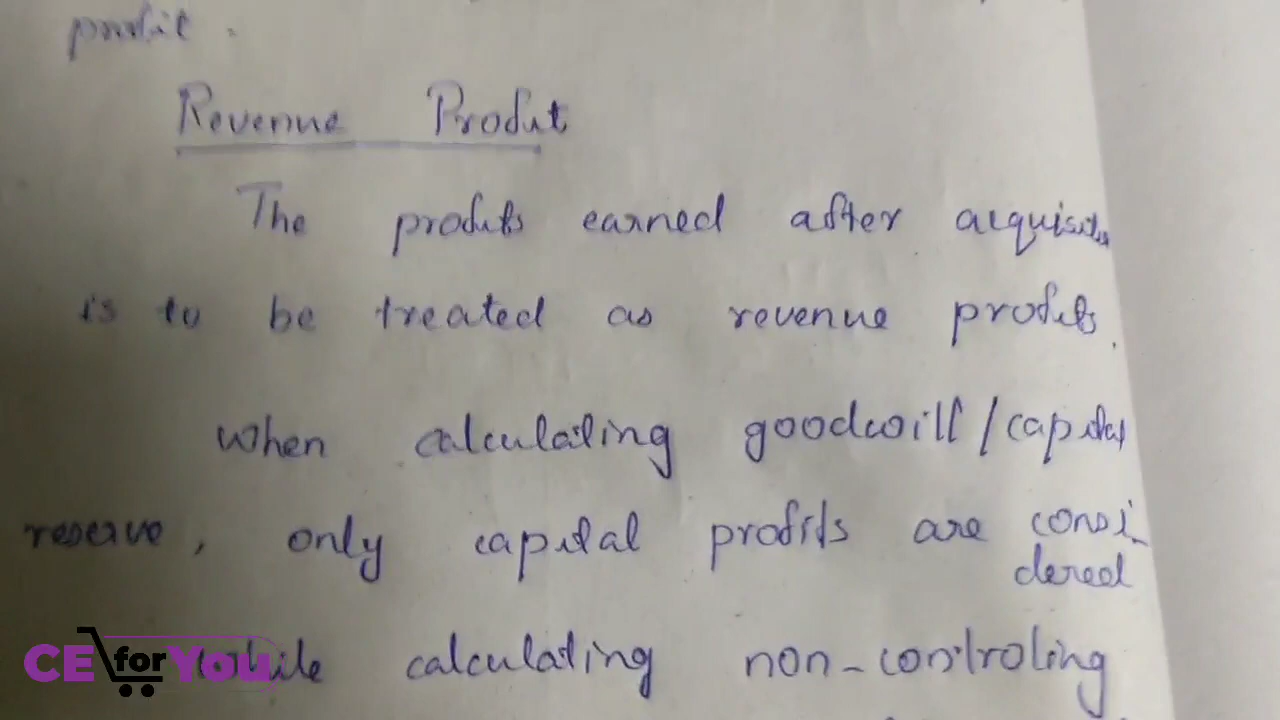 profit.
Revenue Profit
The profits earned after acquisition
is to be treated as revenue profits.
When calculating goodwill/capital
reserve, only capital profits are consi-
dered
CE for You
While calculating non-controling